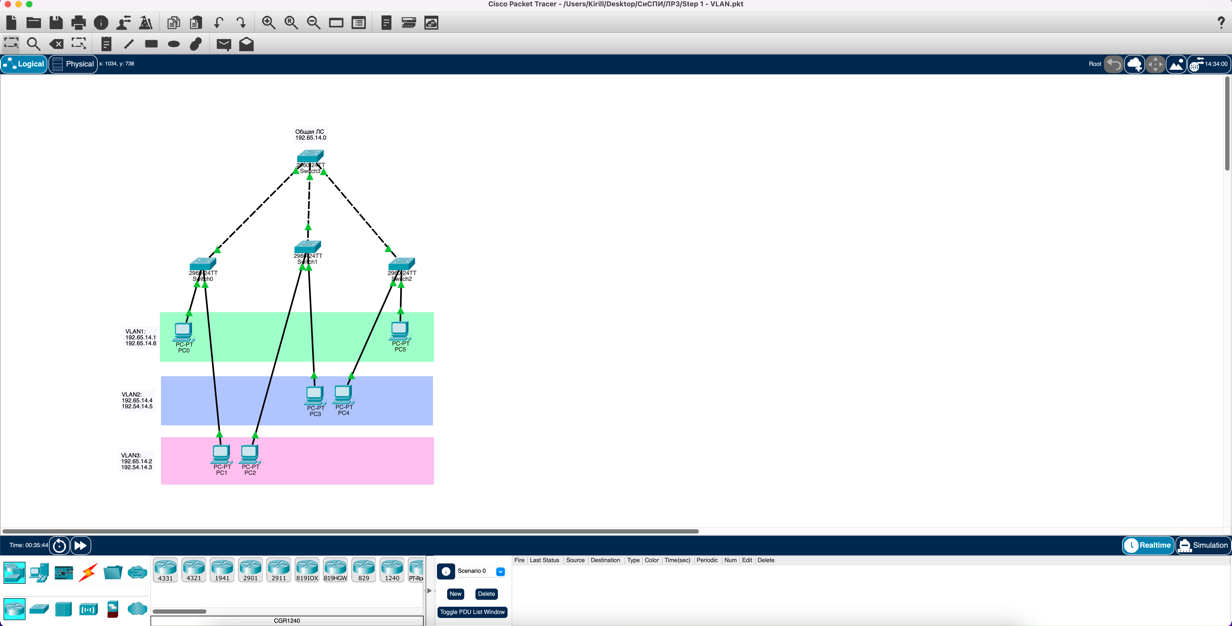 Cisco Packet Tracer - /Users/Kirill/Desktop/СиСПИ/ЛР3/Step 1 - VLAN.pkt
Logical
Physical
x: 1034, y: 738
Root
14:34:00
Общая ЛС
192.65.14.0
2960-24TT
Switch3
2960-24TT
Switch1
2960-24TT
Switch0
2960-24TT
Switch2
VLAN1:
192.65.14.1
192.65.14.6
PC-PT
PC0
PC-PT
PC5
VLAN2:
192.65.14.4
192.54.14.5
PC-PT
PC3
PC-PT
PC4
VLAN3:
192.65.14.2
192.54.14.3
PC-PT
PC1
PC-PT
PC2
Time: 00:35:44
Realtime
Simulation
4331
4321
1941
2901
2911
819IOX
819HGW
829
1240
PT-Ro
CGR1240
Scenario 0
New
Delete
Toggle PDU List Window
Fire Last Status Source Destination Type Color Time(sec) Periodic Num Edit Delete